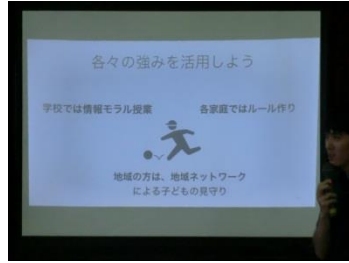 各々の強みを活用しよう
学校では情報モラル授業
各家庭ではルール作り
地域の方は、地域ネットワーク
による子どもの見守り